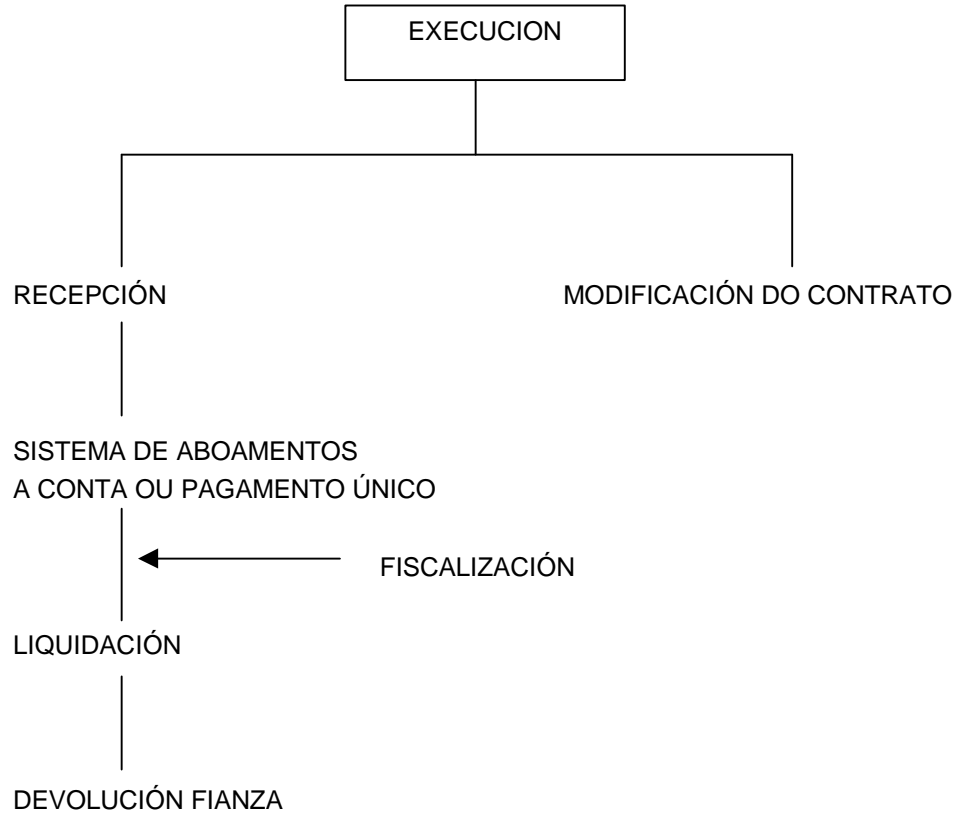 EXECUCION
RECEPCIÓN
MODIFICACIÓN DO CONTRATO
SISTEMA DE ABOAMENTOS
A CONTA OU PAGAMENTO ÚNICO
FISCALIZACIÓN
LIQUIDACIÓN
DEVOLUCIÓN FIANZA